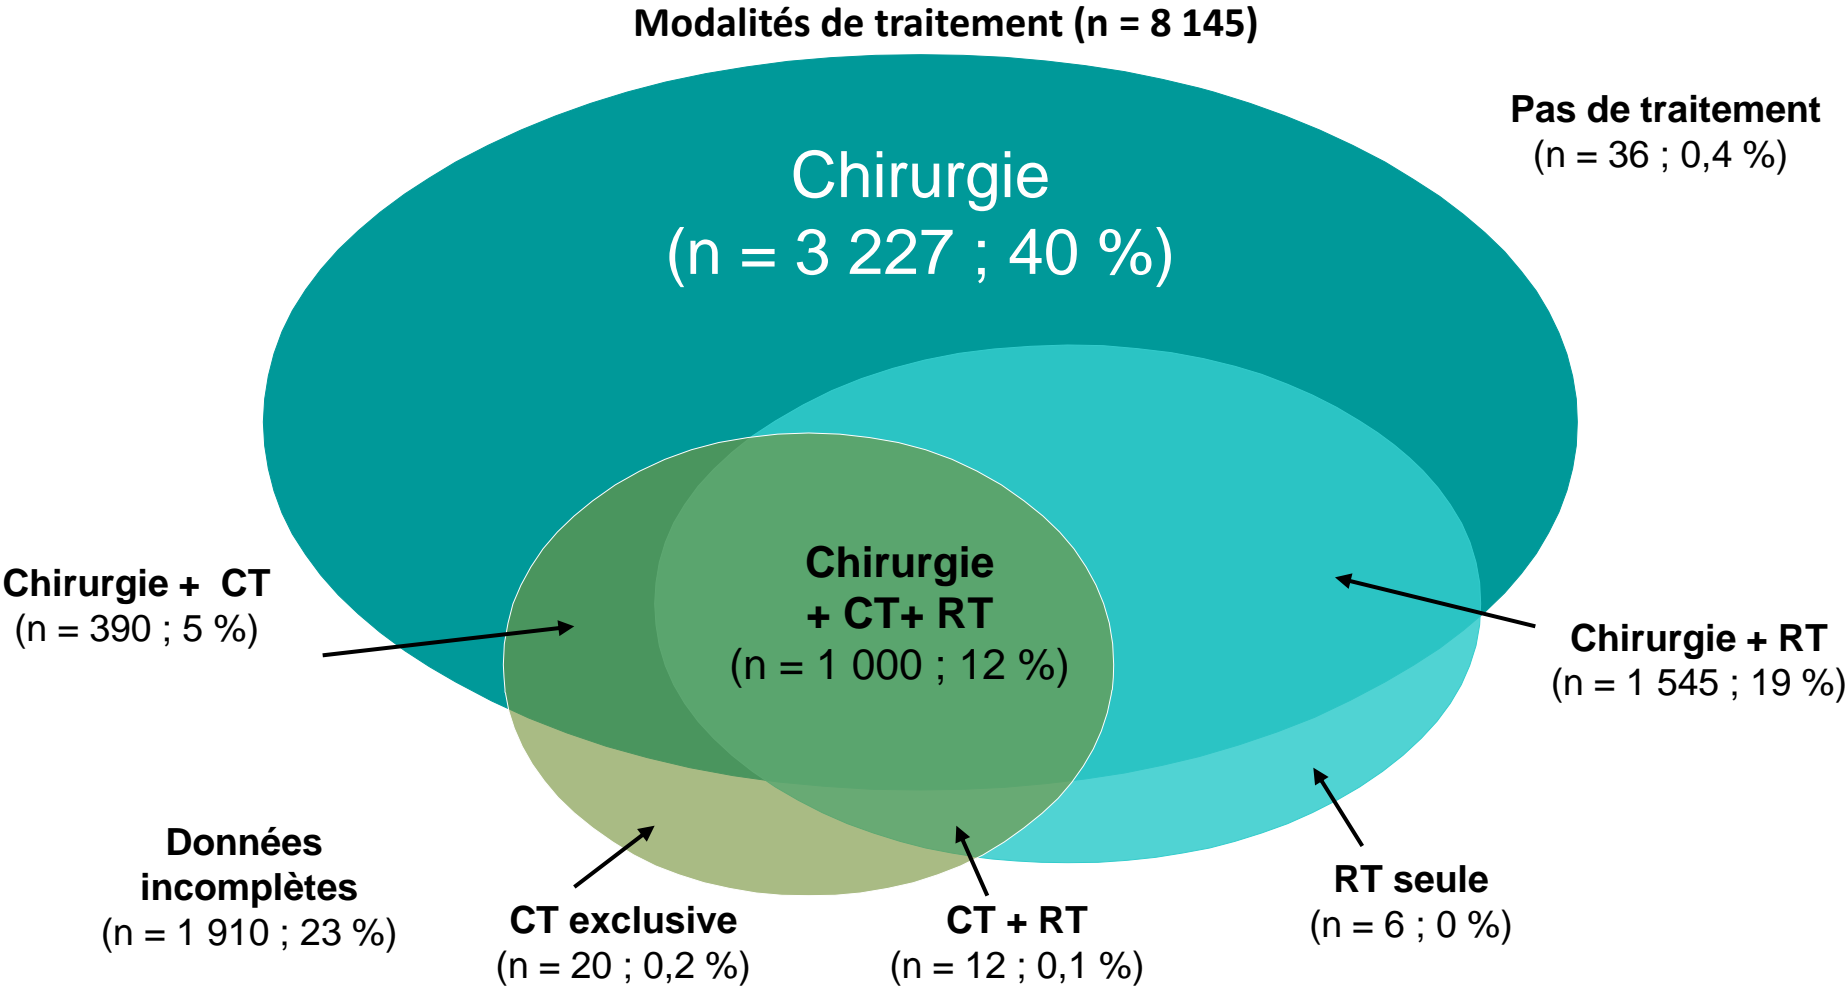 Modalités de traitement (n = 8 145)
Pas de traitement
(n = 36 ; 0,4 %)
Chirurgie
(n = 3 227 ; 40 %)
Chirurgie + CT
(n = 390 ; 5 %)
Chirurgie
+ CT+ RT
(n = 1 000 ; 12 %)
Chirurgie + RT
(n = 1 545 ; 19 %)
Données
incomplètes
(n = 1 910 ; 23 %)
CT exclusive
(n = 20 ; 0,2 %)
CT + RT
(n = 12 ; 0,1 %)
RT seule
(n = 6 ; 0 %)